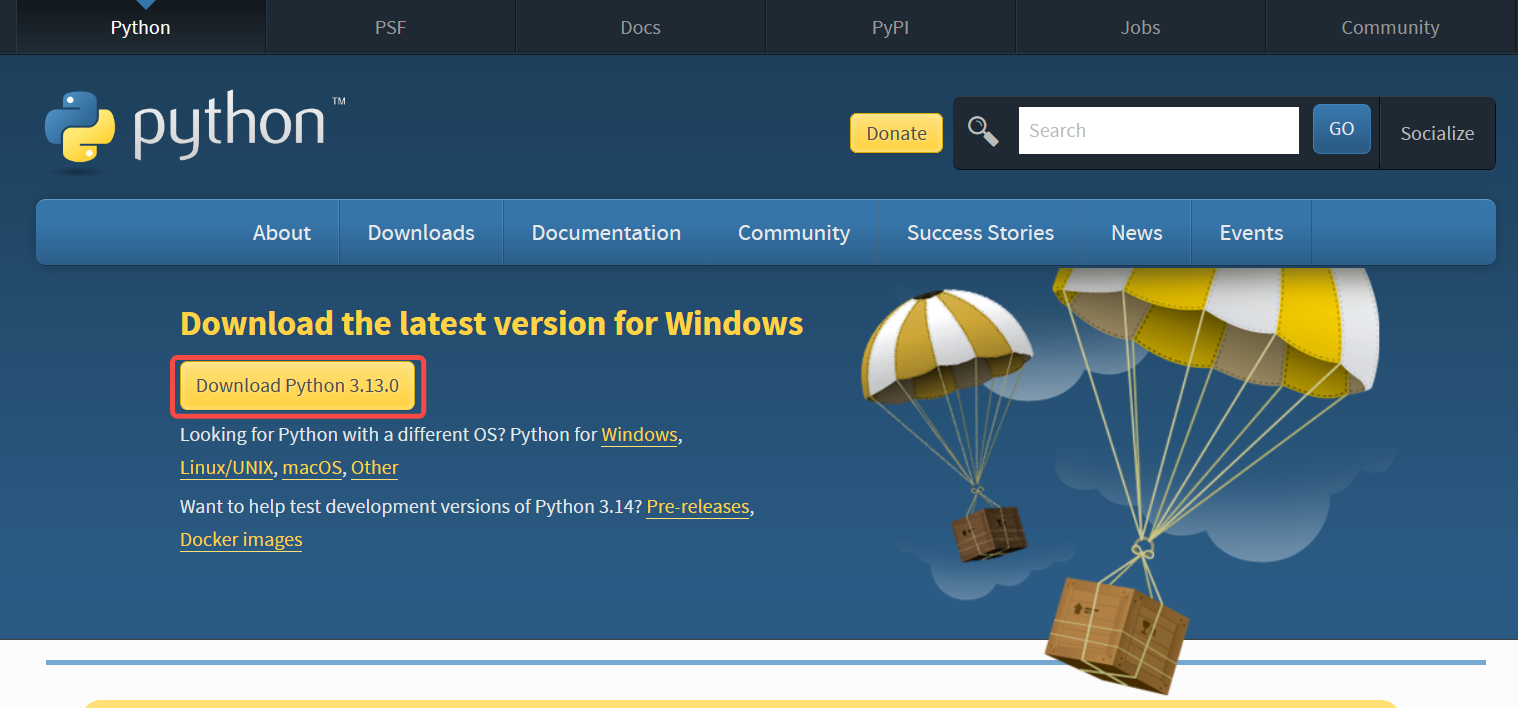 Python PSF Docs PyPI Jobs Community
python™
Donate Search GO Socialize
About Downloads Documentation Community Success Stories News Events
Download the latest version for Windows
Download Python 3.13.0
Looking for Python with a different OS? Python for Windows,
Linux/UNIX, macOS, Other
Want to help test development versions of Python 3.14? Pre-releases,
Docker images